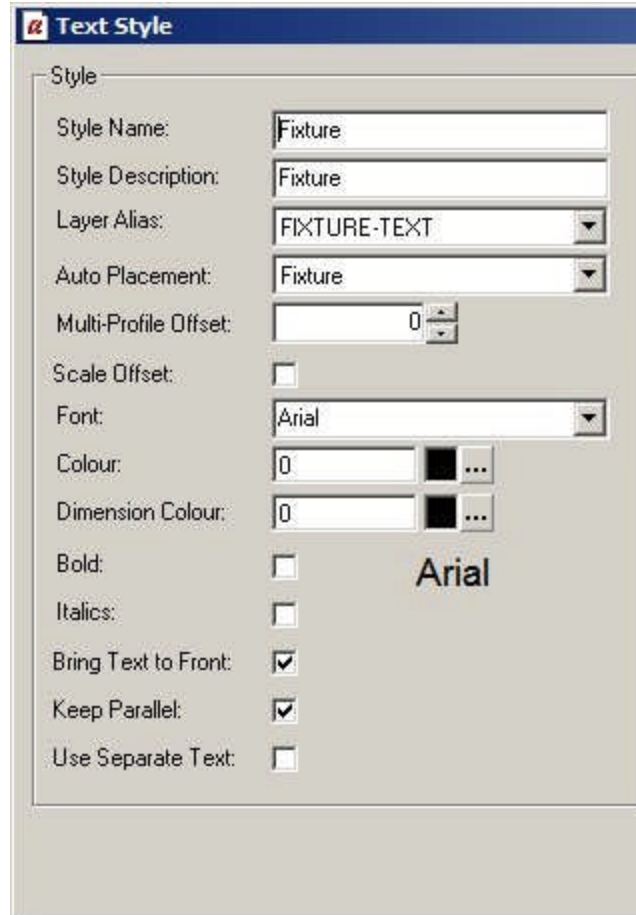 a Text Style
Style
Style Name: Fixture
Style Description: Fixture
Layer Alias: FIXTURE-TEXT
Auto Placement: Fixture
Multi-Profile Offset: 0
Scale Offset:
Font: Arial
Colour: 0 ...
Dimension Colour: 0 ...
Bold:
Arial
Italics:
Bring Text to Front:
Keep Parallel:
Use Separate Text: